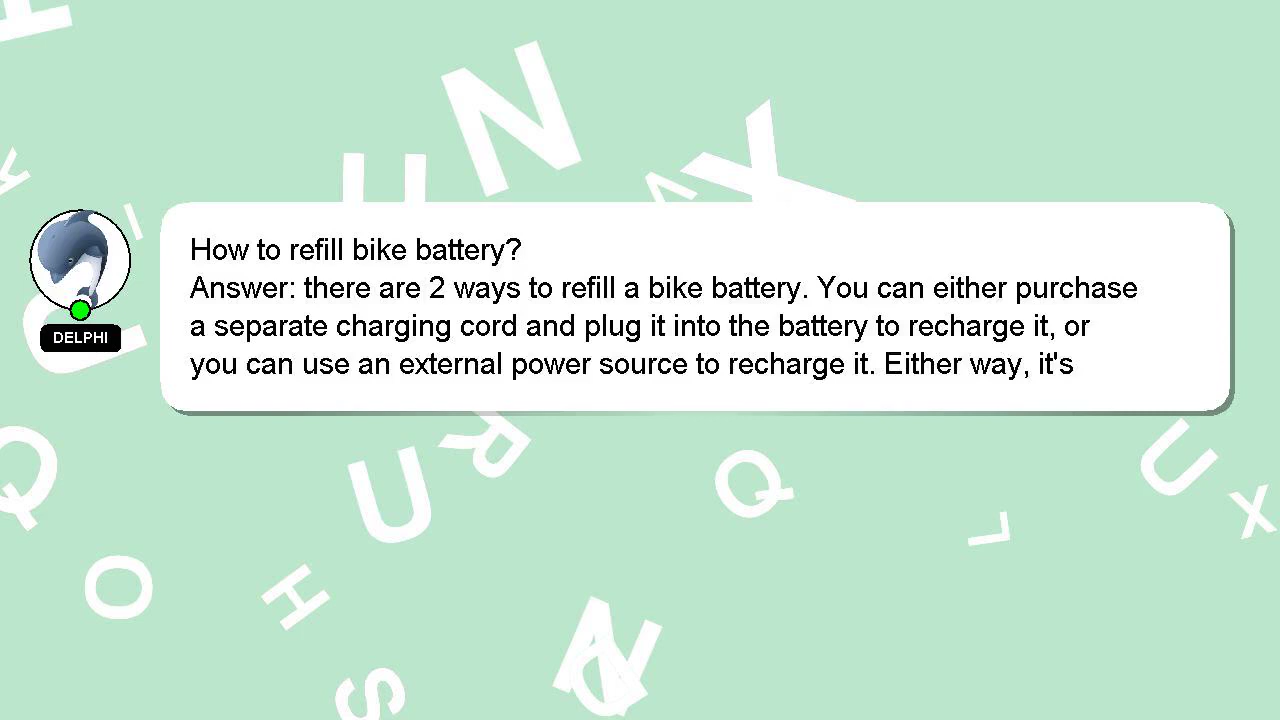 How to refill bike battery?
Answer: there are 2 ways to refill a bike battery. You can either purchase
a separate charging cord and plug it into the battery to recharge it, or
you can use an external power source to recharge it. Either way, it's
DELPHI
N
X
U
V
R
Q
U
R
Q
U
X
L
O
H
N
S